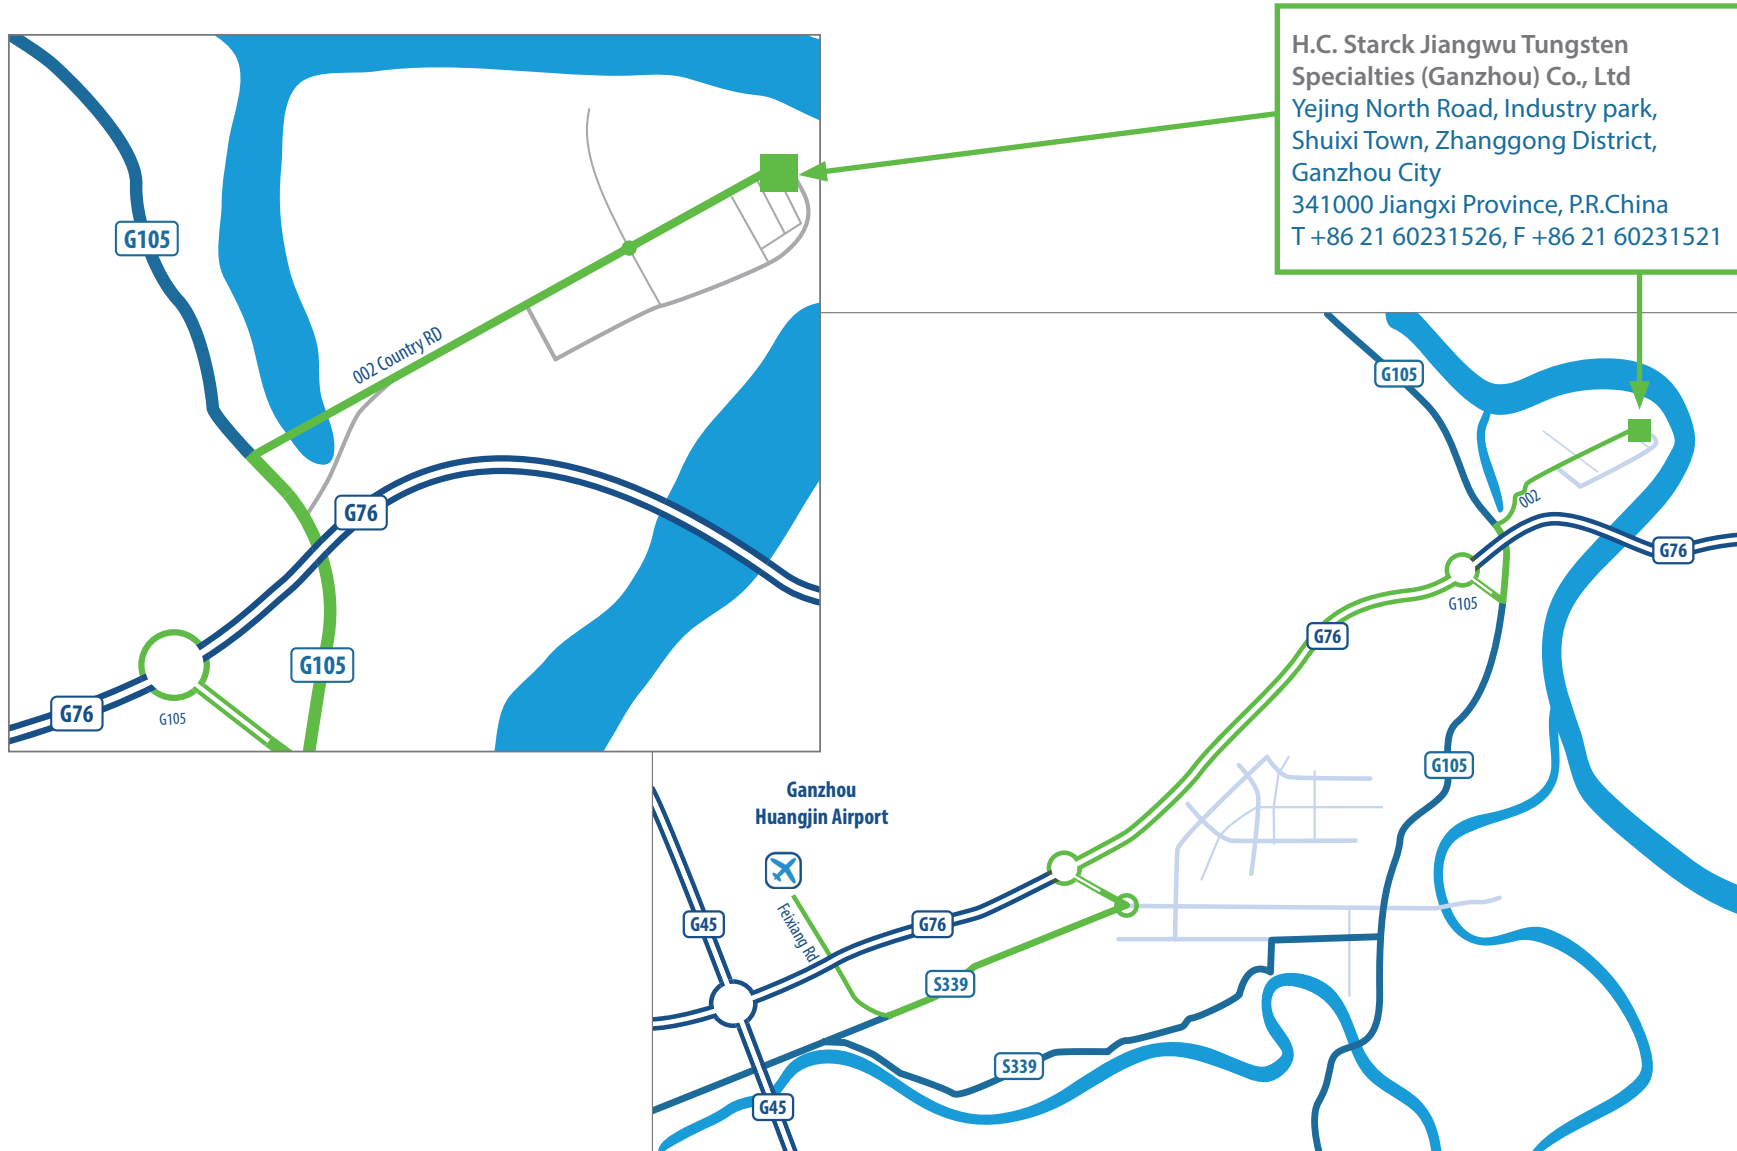 H.C. Starck Jiangwu Tungsten
Specialties (Ganzhou) Co., Ltd
Yejing North Road, Industry park,
Shuixi Town, Zhanggong District,
Ganzhou City
341000 Jiangxi Province, P.R.China
T +86 21 60231526, F +86 21 60231521
G105
002 Country RD
G76
G105
G76
G105
G105
002
G76
G105
G76
G105
Ganzhou
Huangjin Airport
Feixiang Rd
G45
G76
S339
S339
G45